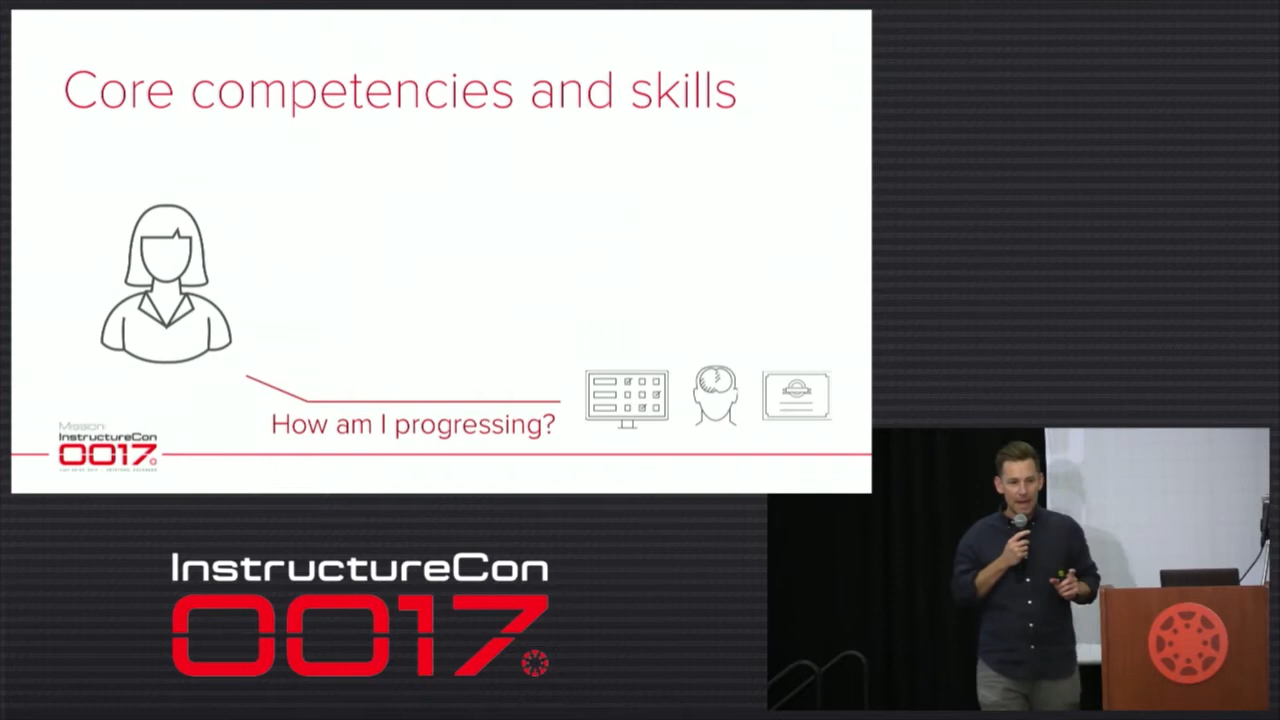 Core competencies and skills
How am I progressing?
Mission:
InstructureCon
0017
InstructureCon
0017